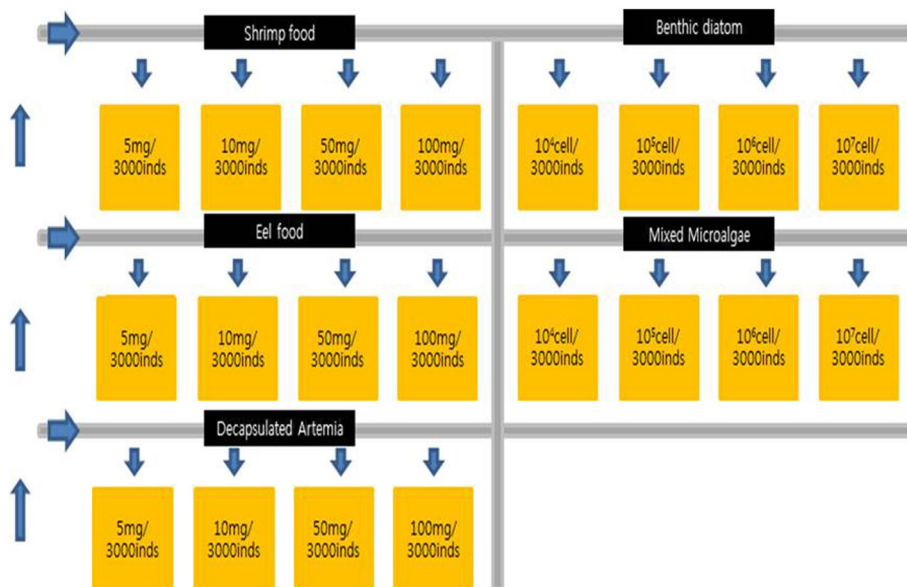 Shrimp food
Benthic diatom
5mg/
3000inds
10mg/
3000inds
50mg/
3000inds
100mg/
3000inds
10⁴cell/
3000inds
10⁵cell/
3000inds
10⁶cell/
3000inds
10⁷cell/
3000inds
Eel food
Mixed Microalgae
5mg/
3000inds
10mg/
3000inds
50mg/
3000inds
100mg/
3000inds
10⁴cell/
3000inds
10⁵cell/
3000inds
10⁶cell/
3000inds
10⁷cell/
3000inds
Decapsulated Artemia
5mg/
3000inds
10mg/
3000inds
50mg/
3000inds
100mg/
3000inds